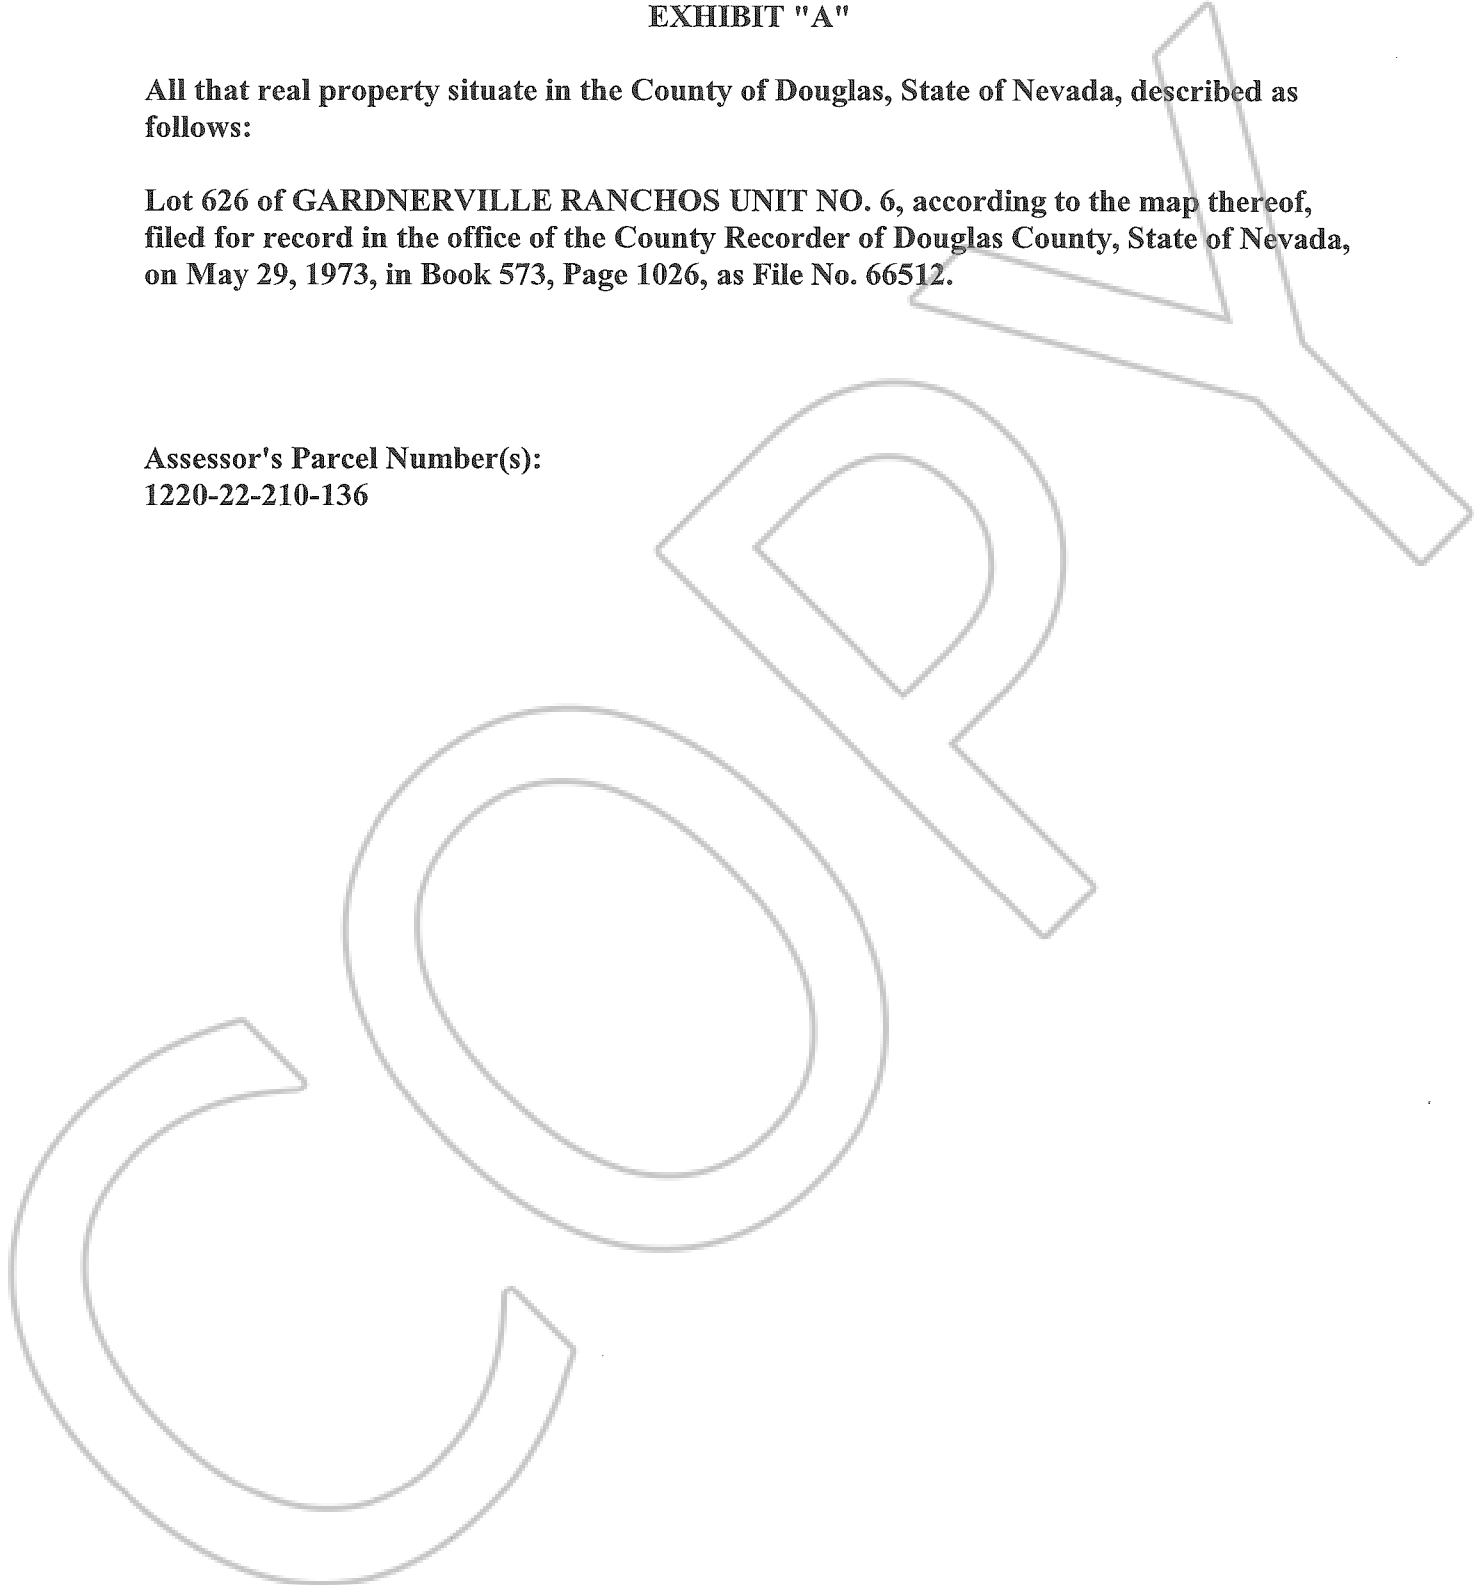 EXHIBIT "A"
All that real property situate in the County of Douglas, State of Nevada, described as
follows:
Lot 626 of GARDNERVILLE RANCHOS UNIT NO. 6, according to the map thereof,
filed for record in the office of the County Recorder of Douglas County, State of Nevada,
on May 29, 1973, in Book 573, Page 1026, as File No. 66512.
Assessor's Parcel Number(s):
1220-22-210-136
COPY